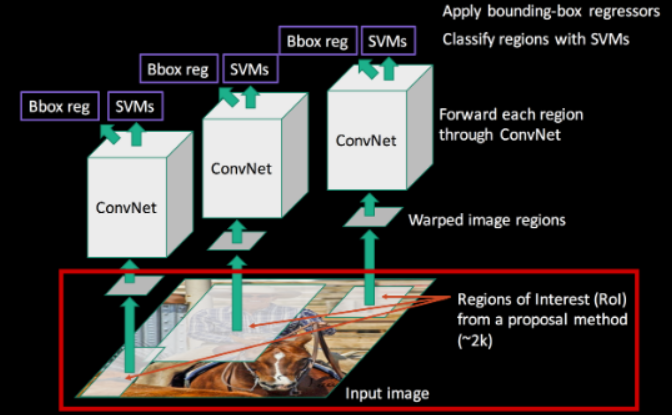 Apply bounding-box regressors
Bbox reg SVMs
Classify regions with SVMs
Bbox reg SVMs
Bbox reg SVMs
Forward each region
through ConvNet
ConvNet
ConvNet
ConvNet
Warped image regions
Regions of Interest (RoI)
from a proposal method
(~2k)
Input image